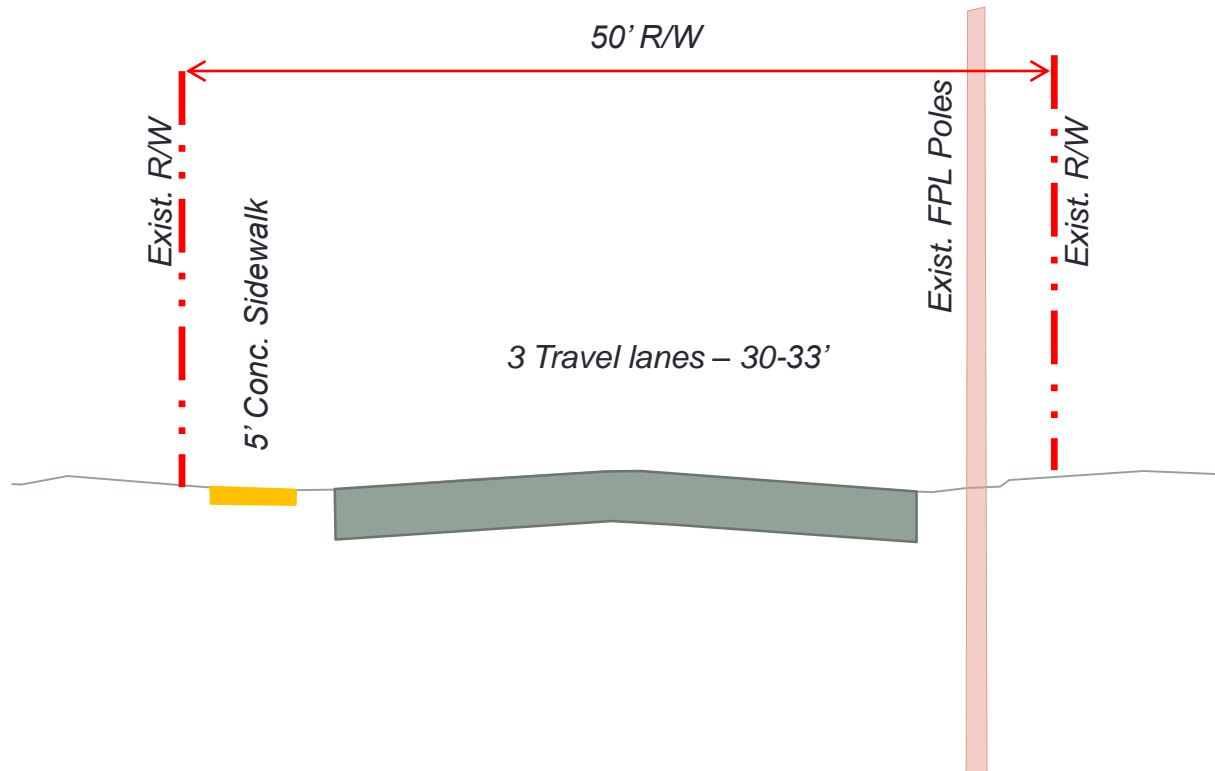 50’ R/W
Exist. R/W
5’ Conc. Sidewalk
3 Travel lanes – 30-33’
Exist. FPL Poles
Exist. R/W